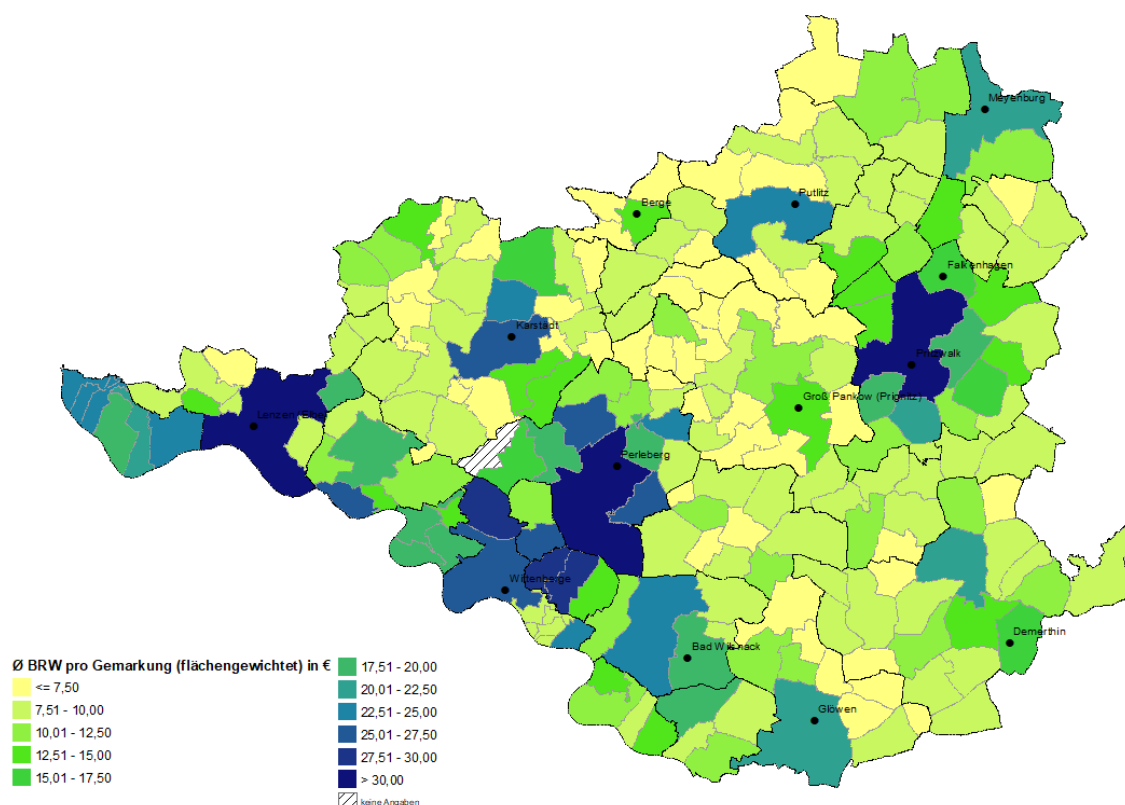 Meyenburg
Putlitz
Berge
Falkenhagen
Karstädt
Pritzwalk
Groß Pankow (Prignitz)
Lenzen (Elbe)
Perleberg
Wittenberge
Demerthin
Bad Wilsnack
Glöwen
Ø BRW pro Gemarkung (flächengewichtet) in €
<= 7,50
7,51 - 10,00
10,01 - 12,50
12,51 - 15,00
15,01 - 17,50
17,51 - 20,00
20,01 - 22,50
22,51 - 25,00
25,01 - 27,50
27,51 - 30,00
> 30,00
keine Angaben